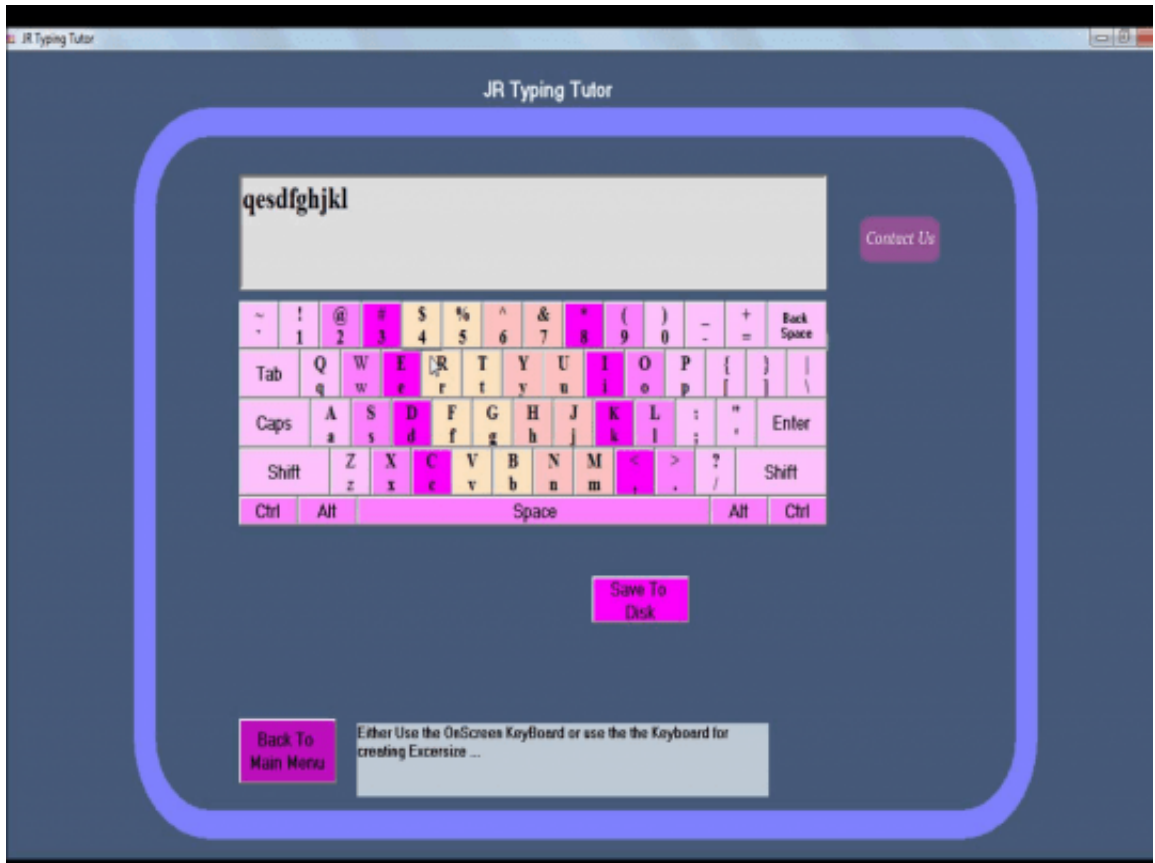 JR Typing Tutor
JR Typing Tutor
qesdfghjkl
Contact Us
~ ! @ # $ % ^ & * ( ) _ + Back
` 1 2 3 4 5 6 7 8 9 0 - = Space
Tab Q W E R T Y U I O P { } |
q w e r t y u i o p [ ] \
Caps A S D F G H J K L : " Enter
a s d f g h j k l ; '
Shift Z X C V B N M < > ? Shift
z x c v b n m , . /
Ctrl Alt Space Alt Ctrl
Save To
Disk
Back To
Main Menu
Either Use the OnScreen KeyBoard or use the the Keyboard for
creating Excersize ...